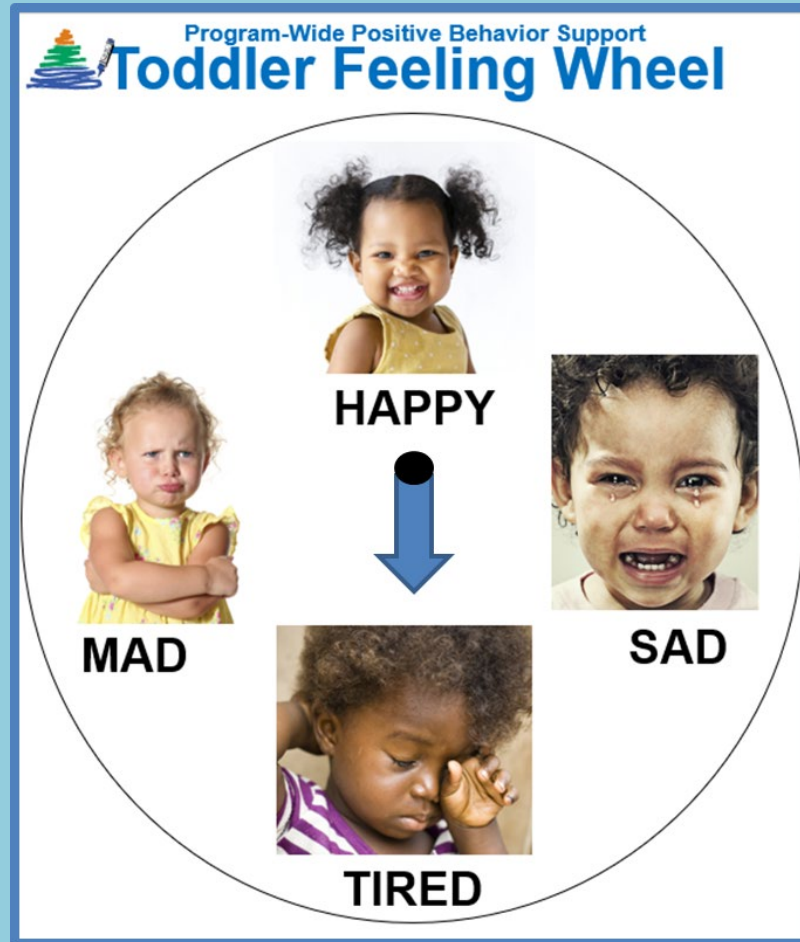 Program-Wide Positive Behavior Support
Toddler Feeling Wheel
HAPPY
MAD
SAD
TIRED